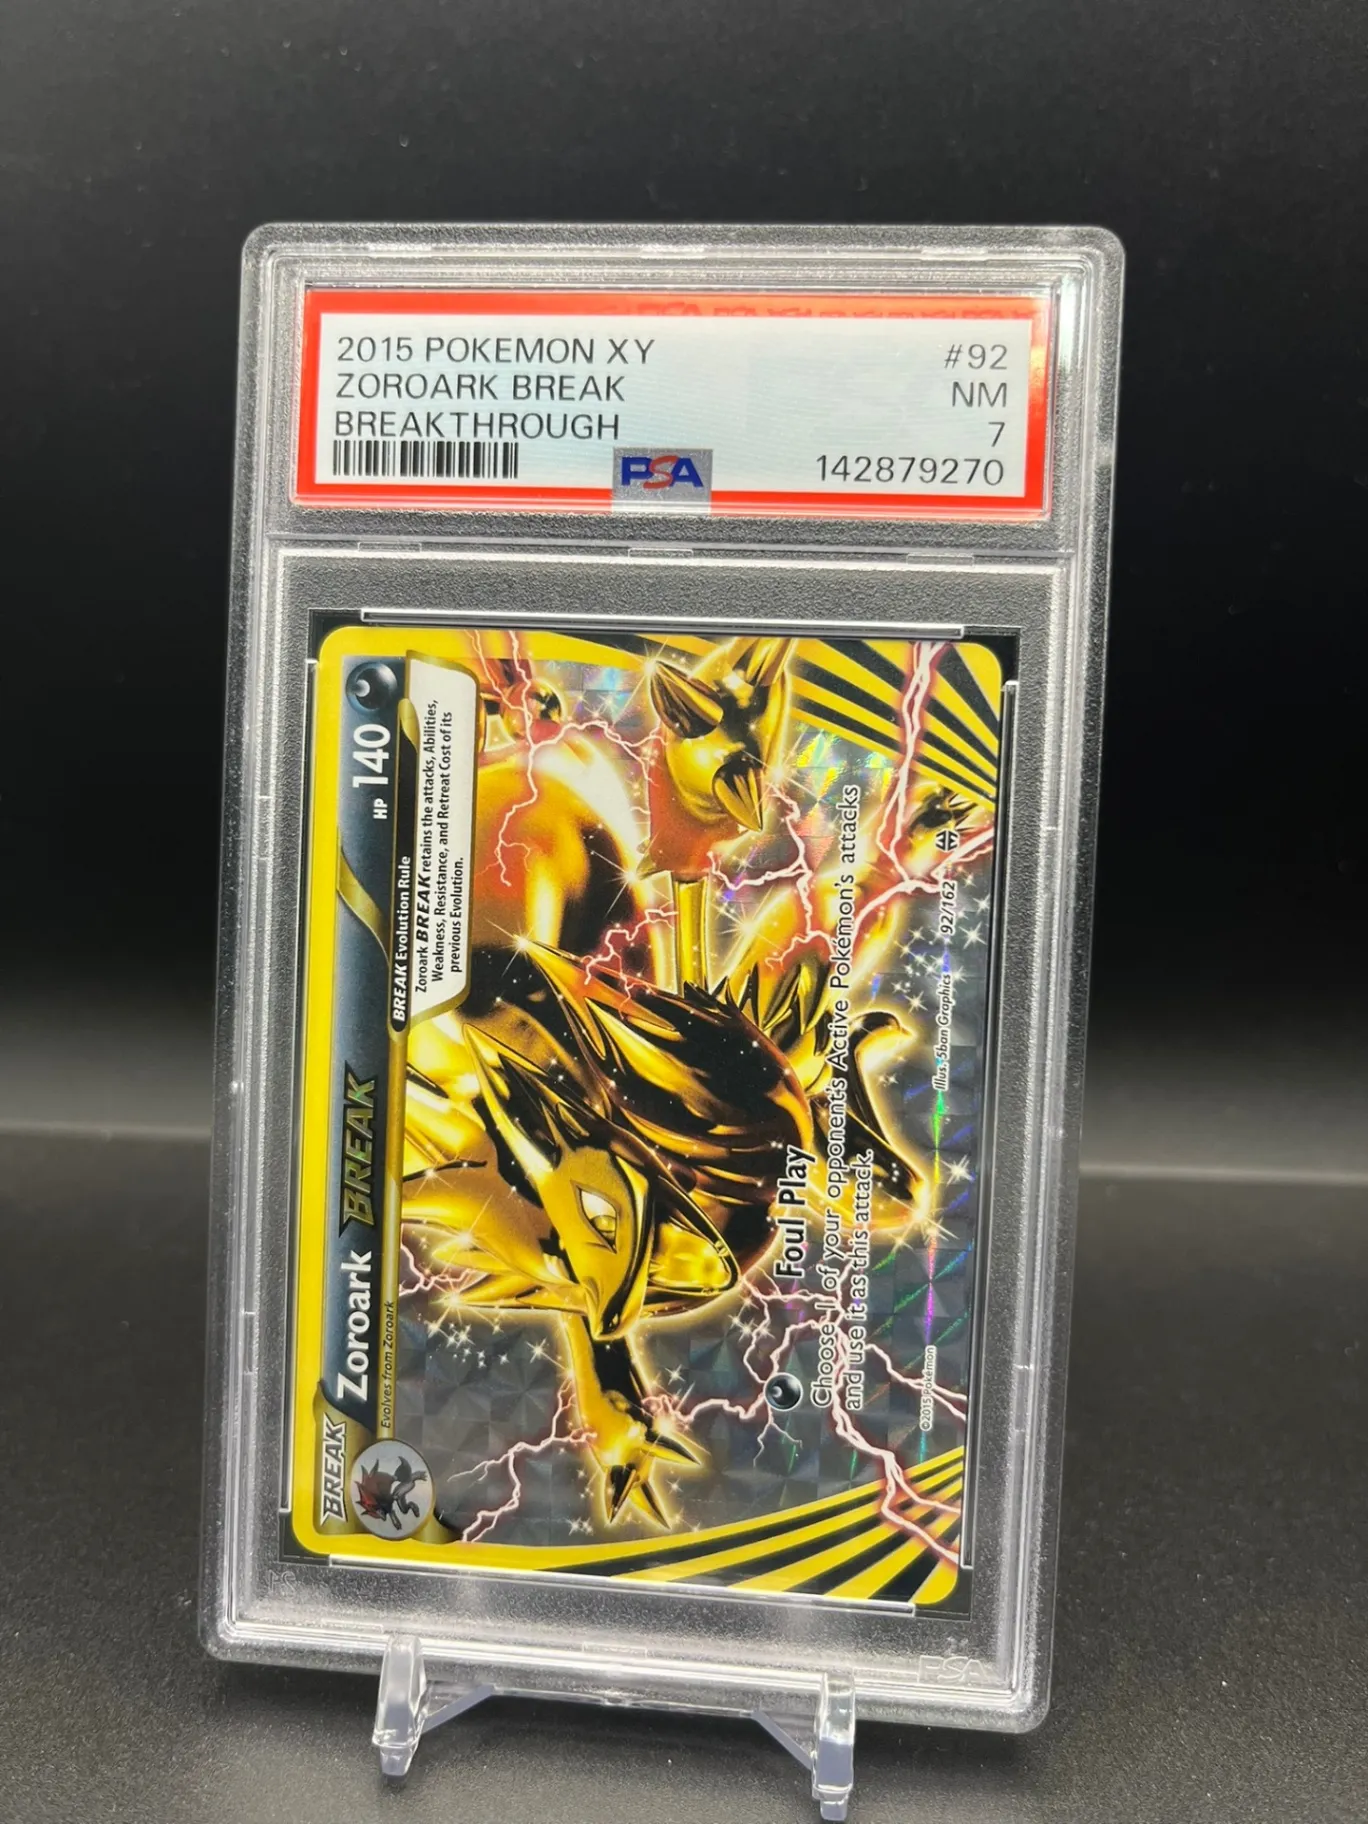 2015 POKEMON XY #92
ZOROARK BREAK NM
BREAKTHROUGH 7
PSA 142879270
BREAK
Zoroark BREAK HP 140
Evolves from Zoroark
BREAK Evolution Rule
Zoroark BREAK retains the attacks, Abilities,
Weakness, Resistance, and Retreat Cost of its
previous Evolution.
Foul Play
Choose 1 of your opponent's Active Pokémon's attacks
and use it as this attack.
©2015 Pokémon Illus. 5ban Graphics 92/162
PSA